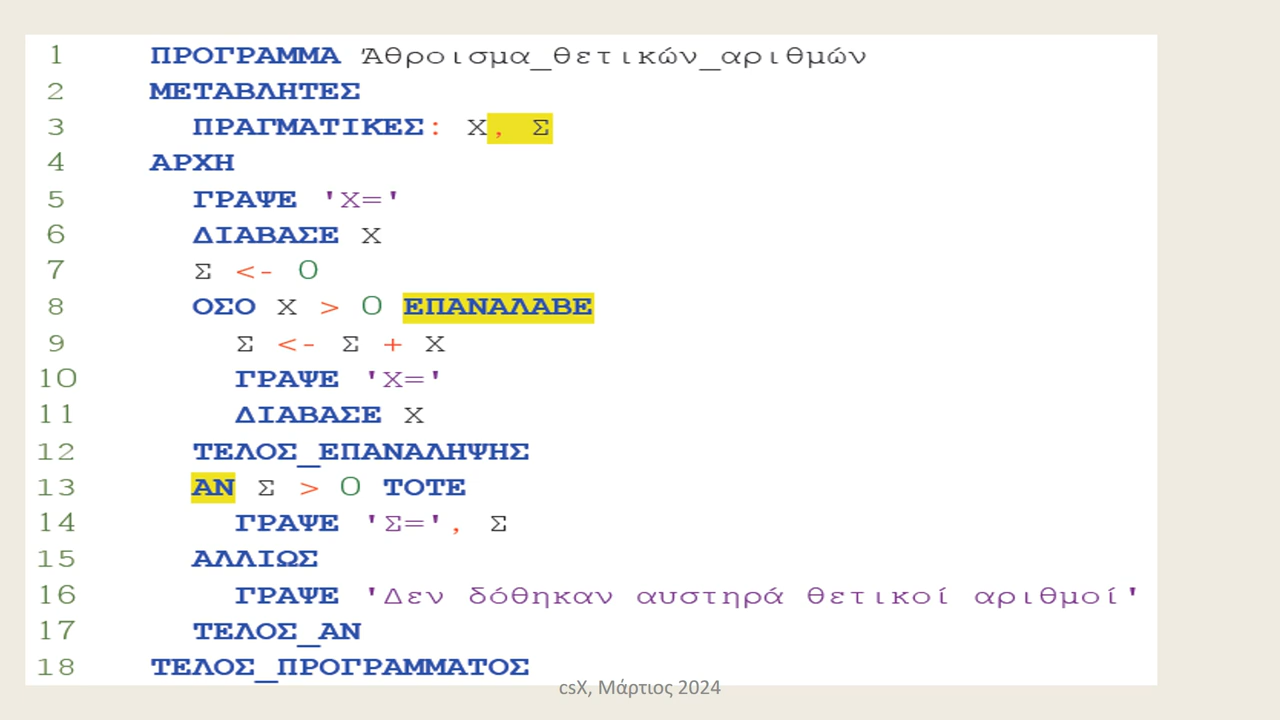 1 ΠΡΟΓΡΑΜΜΑ Άθροισμα_θετικών_αριθμών
2 ΜΕΤΑΒΛΗΤΕΣ
3 ΠΡΑΓΜΑΤΙΚΕΣ: Χ, Σ
4 ΑΡΧΗ
5 ΓΡΑΨΕ 'Χ='
6 ΔΙΑΒΑΣΕ Χ
7 Σ <- 0
8 ΟΣΟ Χ > 0 ΕΠΑΝΑΛΑΒΕ
9 Σ <- Σ + Χ
10 ΓΡΑΨΕ 'Χ='
11 ΔΙΑΒΑΣΕ Χ
12 ΤΕΛΟΣ_ΕΠΑΝΑΛΗΨΗΣ
13 ΑΝ Σ > 0 ΤΟΤΕ
14 ΓΡΑΨΕ 'Σ=', Σ
15 ΑΛΛΙΩΣ
16 ΓΡΑΨΕ 'Δεν δόθηκαν αυστηρά θετικοί αριθμοί'
17 ΤΕΛΟΣ_ΑΝ
18 ΤΕΛΟΣ_ΠΡΟΓΡΑΜΜΑΤΟΣ
csX, Μάρτιος 2024